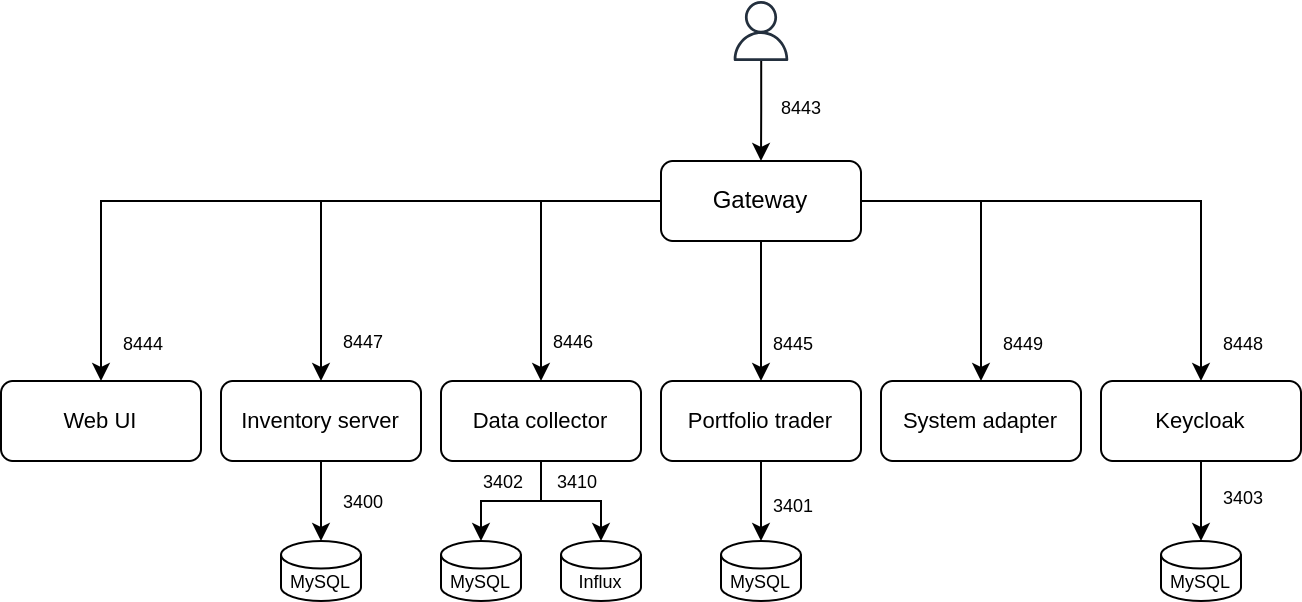 8443
Gateway
8444
8447
8446
8445
8449
8448
Web UI
Inventory server
Data collector
Portfolio trader
System adapter
Keycloak
3400
3402
3410
3401
3403
MySQL
MySQL
Influx
MySQL
MySQL